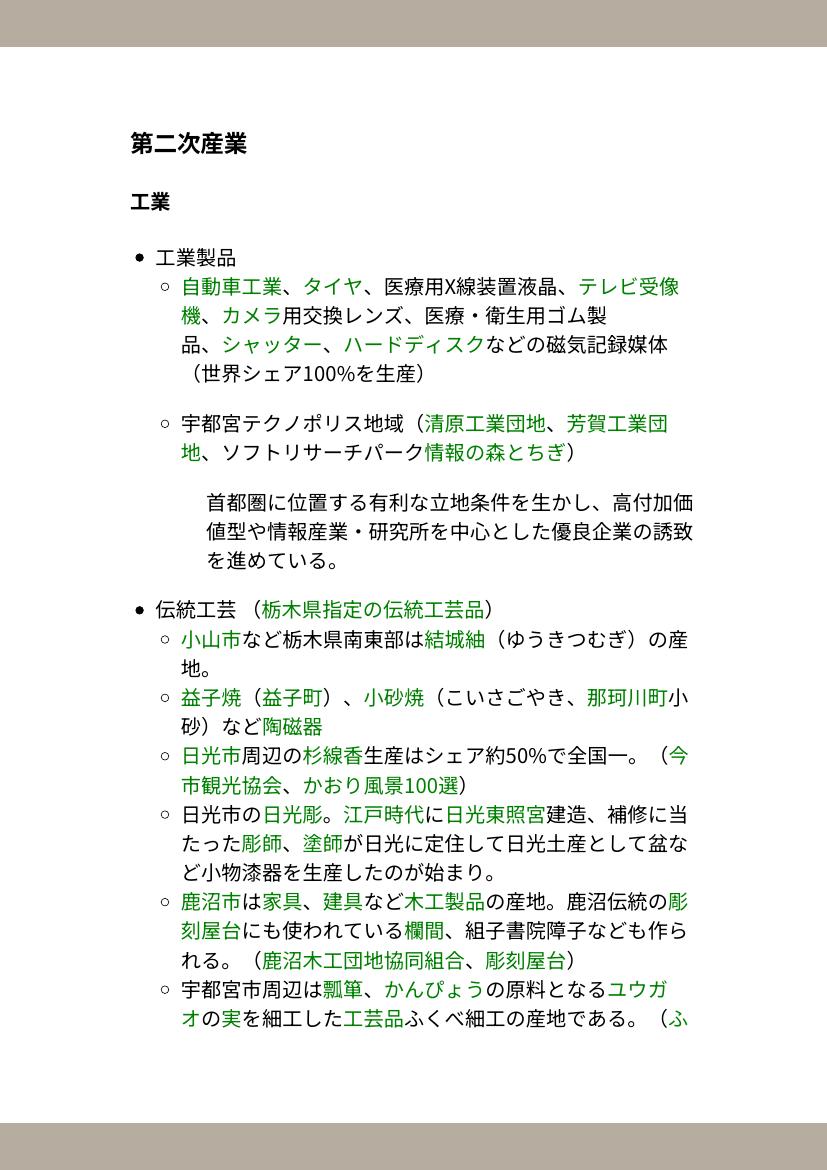 第二次産業
工業
工業製品
自動車工業、タイヤ、医療用X線装置液晶、テレビ受像
機、カメラ用交換レンズ、医療・衛生用ゴム製
品、シャッター、ハードディスクなどの磁気記録媒体
（世界シェア100%を生産）
宇都宮テクノポリス地域（清原工業団地、芳賀工業団
地、ソフトリサーチパーク情報の森とちぎ）
首都圏に位置する有利な立地条件を生かし、高付加価
値型や情報産業・研究所を中心とした優良企業の誘致
を進めている。
伝統工芸 （栃木県指定の伝統工芸品）
小山市など栃木県南東部は結城紬（ゆうきつむぎ）の産
地。
益子焼（益子町）、小砂焼（こいさごやき、那珂川町小
砂）など陶磁器
日光市周辺の杉線香生産はシェア約50%で全国一。（今
市観光協会、かおり風景100選）
日光市の日光彫。江戸時代に日光東照宮建造、補修に当
たった彫師、塗師が日光に定住して日光土産として盆な
ど小物漆器を生産したのが始まり。
鹿沼市は家具、建具など木工製品の産地。鹿沼伝統の彫
刻屋台にも使われている欄間、組子書院障子なども作ら
れる。（鹿沼木工団地協同組合、彫刻屋台）
宇都宮市周辺は瓢箪、かんぴょうの原料となるユウガ
オの実を細工した工芸品ふくべ細工の産地である。（ふ